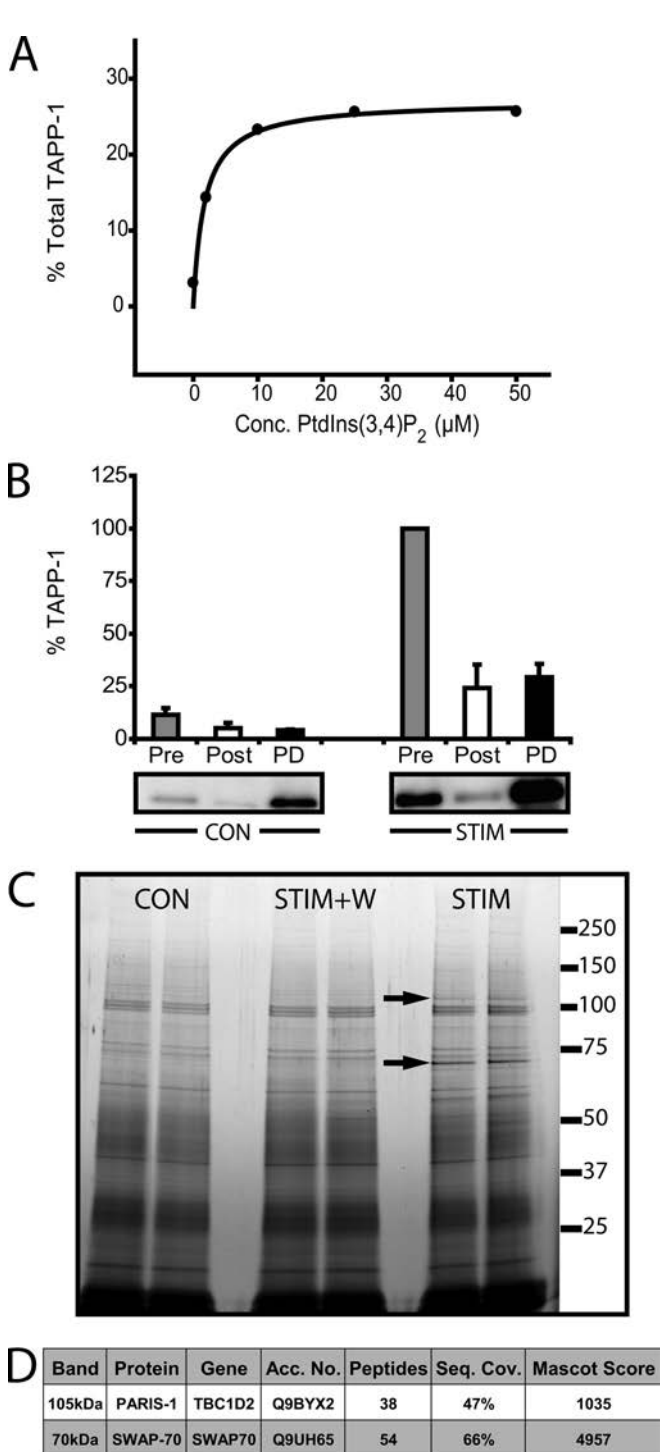 A
% Total TAPP-1
30
20
10
0
0 10 20 30 40 50
Conc. PtdIns(3,4)P2 (µM)
B
% TAPP-1
125
100
75
50
25
0
Pre Post PD Pre Post PD
CON STIM
C
CON STIM+W STIM
250
150
100
75
50
37
25
D
Band Protein Gene Acc. No. Peptides Seq. Cov. Mascot Score
105kDa PARIS-1 TBC1D2 Q9BYX2 38 47% 1035
70kDa SWAP-70 SWAP70 Q9UH65 54 66% 4957